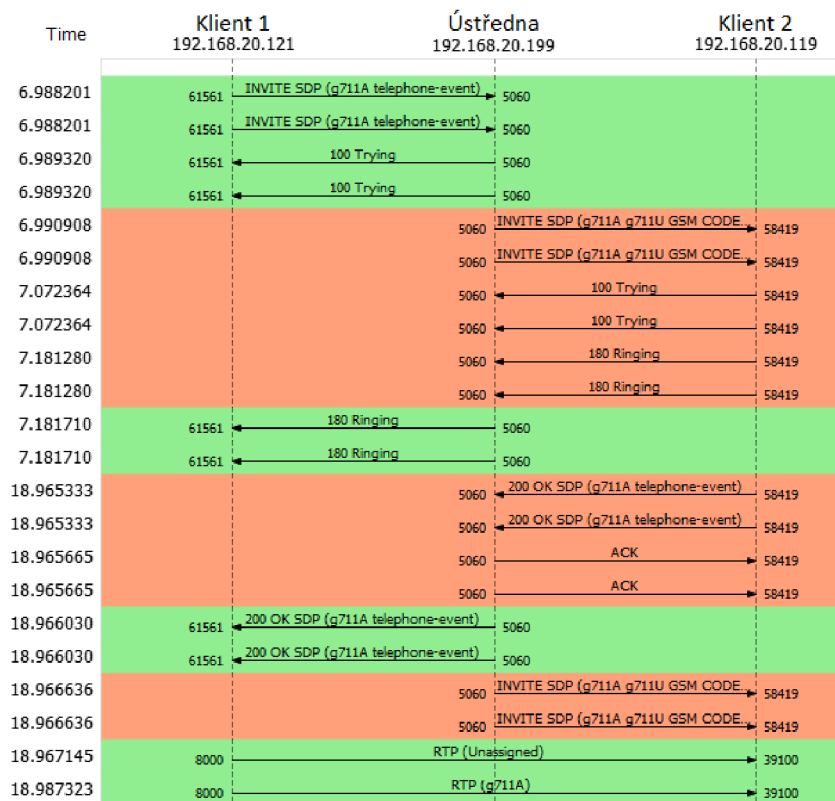 Time Klient 1 Ústředna Klient 2
192.168.20.121 192.168.20.199 192.168.20.119
6.988201 61561 INVITE SDP (g711A telephone-event) 5060
6.988201 61561 INVITE SDP (g711A telephone-event) 5060
6.989320 61561 100 Trying 5060
6.989320 61561 100 Trying 5060
6.990908 5060 INVITE SDP (g711A g711U GSM CODE... 58419
6.990908 5060 INVITE SDP (g711A g711U GSM CODE... 58419
7.072364 5060 100 Trying 58419
7.072364 5060 100 Trying 58419
7.181280 5060 180 Ringing 58419
7.181280 5060 180 Ringing 58419
7.181710 61561 180 Ringing 5060
7.181710 61561 180 Ringing 5060
18.965333 5060 200 OK SDP (g711A telephone-event) 58419
18.965333 5060 200 OK SDP (g711A telephone-event) 58419
18.965665 5060 ACK 58419
18.965665 5060 ACK 58419
18.966030 61561 200 OK SDP (g711A telephone-event) 5060
18.966030 61561 200 OK SDP (g711A telephone-event) 5060
18.966636 5060 INVITE SDP (g711A g711U GSM CODE... 58419
18.966636 5060 INVITE SDP (g711A g711U GSM CODE... 58419
18.967145 8000 RTP (Unassigned) 39100
18.987323 8000 RTP (g711A) 39100